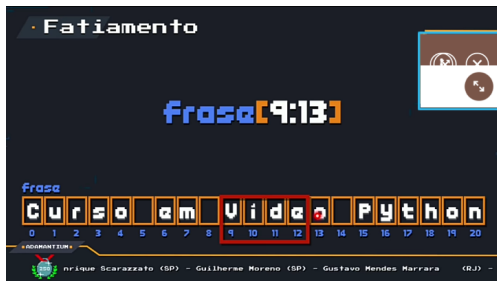 Fatiamento
frase[9:13]
frase
Curso em Vídeo Python
0 1 2 3 4 5 6 7 8 9 10 11 12 13 14 15 16 17 18 19 20
ADAMANTIUM
nrique Scarazzato (SP) - Guilherme Moreno (SP) - Gustavo Mendes Marrara (RJ) -